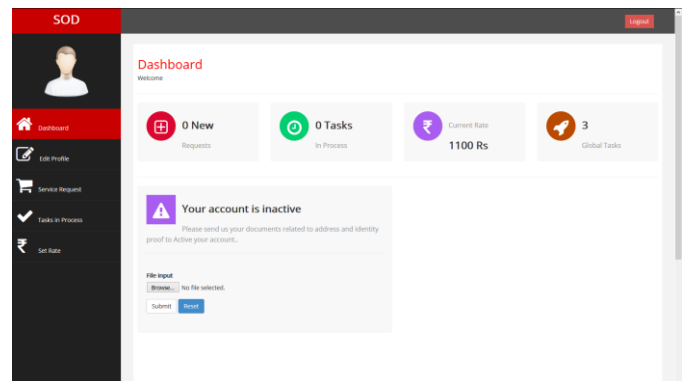 SOD
Logout
Dashboard
Welcome
Dashboard
Edit Profile
Service Request
Tasks in Process
Set Rate
0 New
Requests
0 Tasks
In Process
Current Rate
1100 Rs
3
Global Tasks
Your account is inactive
Please send us your documents related to address and identity
proof to Active your account..
File input
Browse... No file selected.
Submit Reset